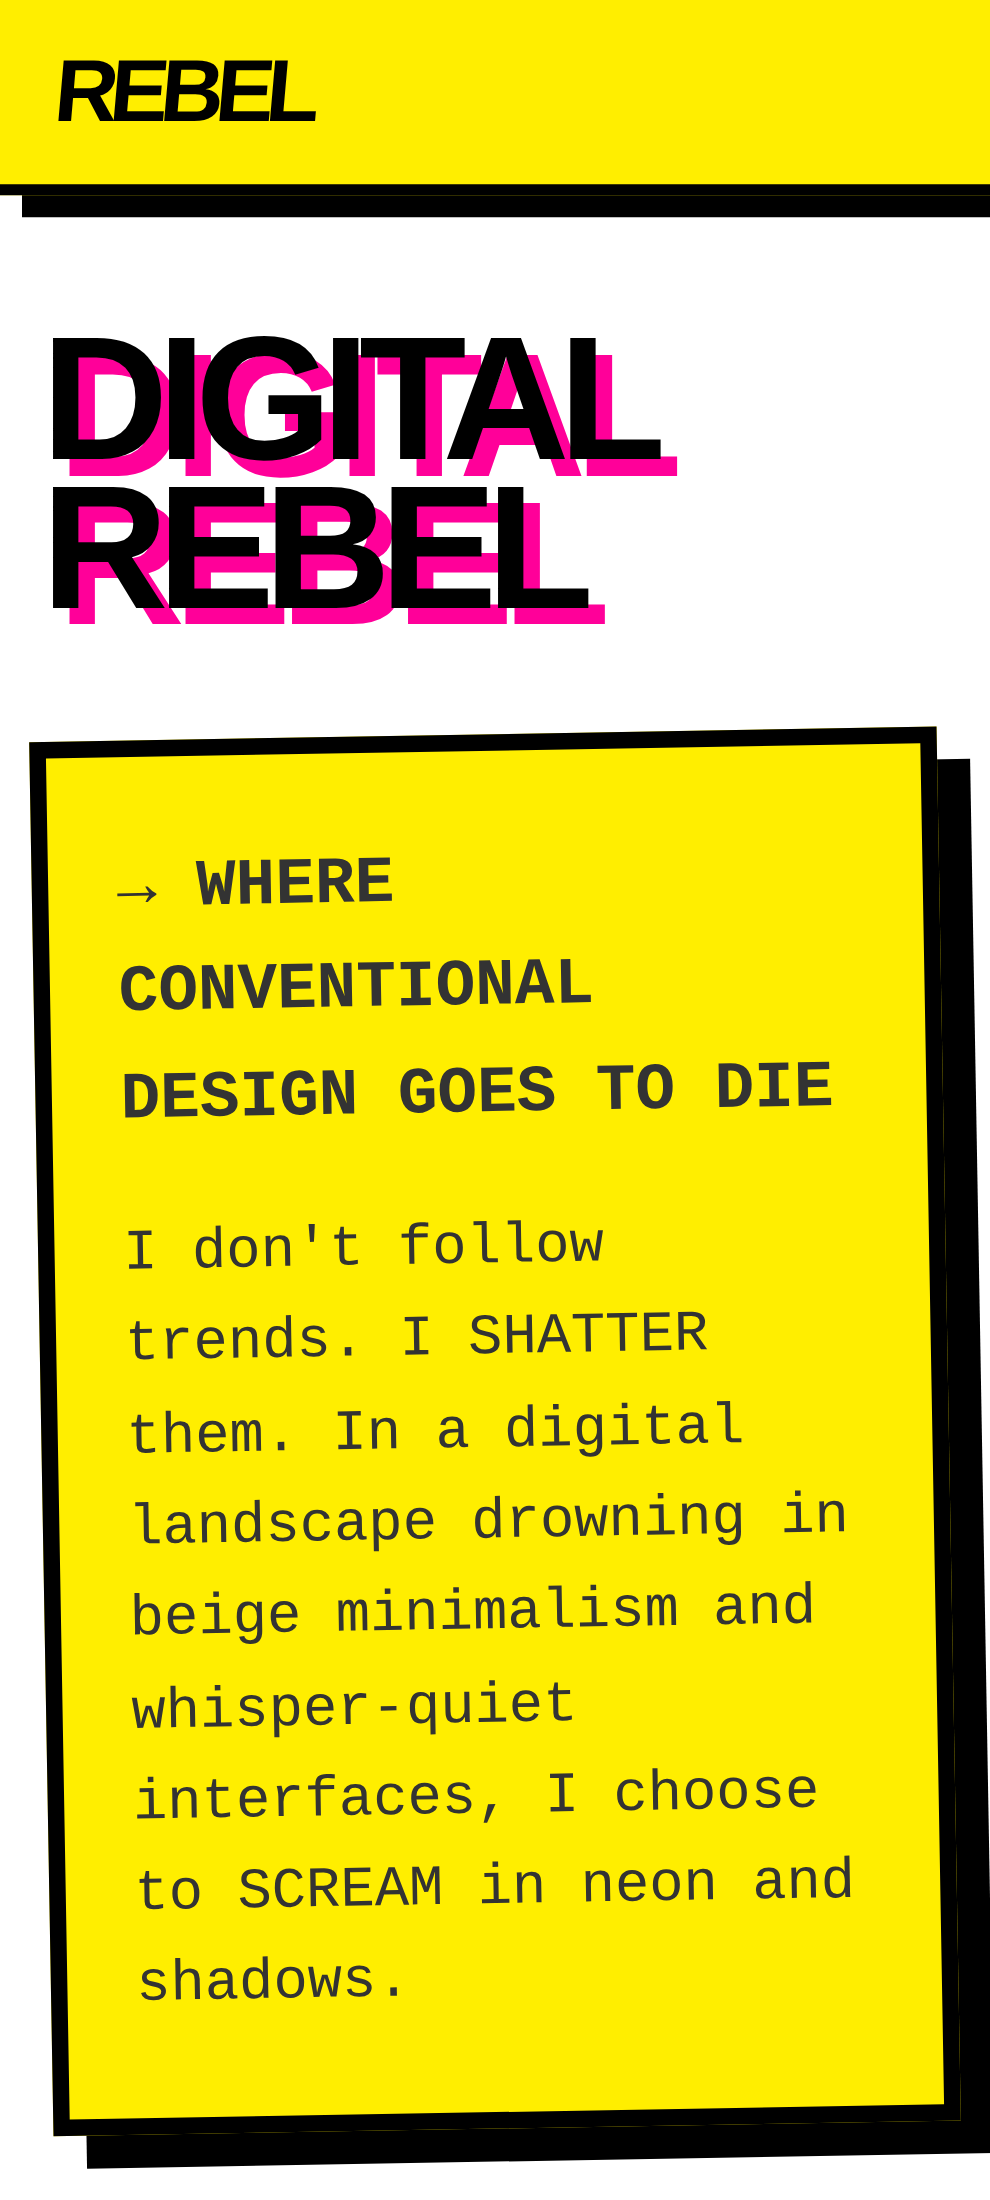 REBEL
DIGITAL
REBEL
→ WHERE
CONVENTIONAL
DESIGN GOES TO DIE
I don't follow
trends. I SHATTER
them. In a digital
landscape drowning in
beige minimalism and
whisper-quiet
interfaces, I choose
to SCREAM in neon and
shadows.